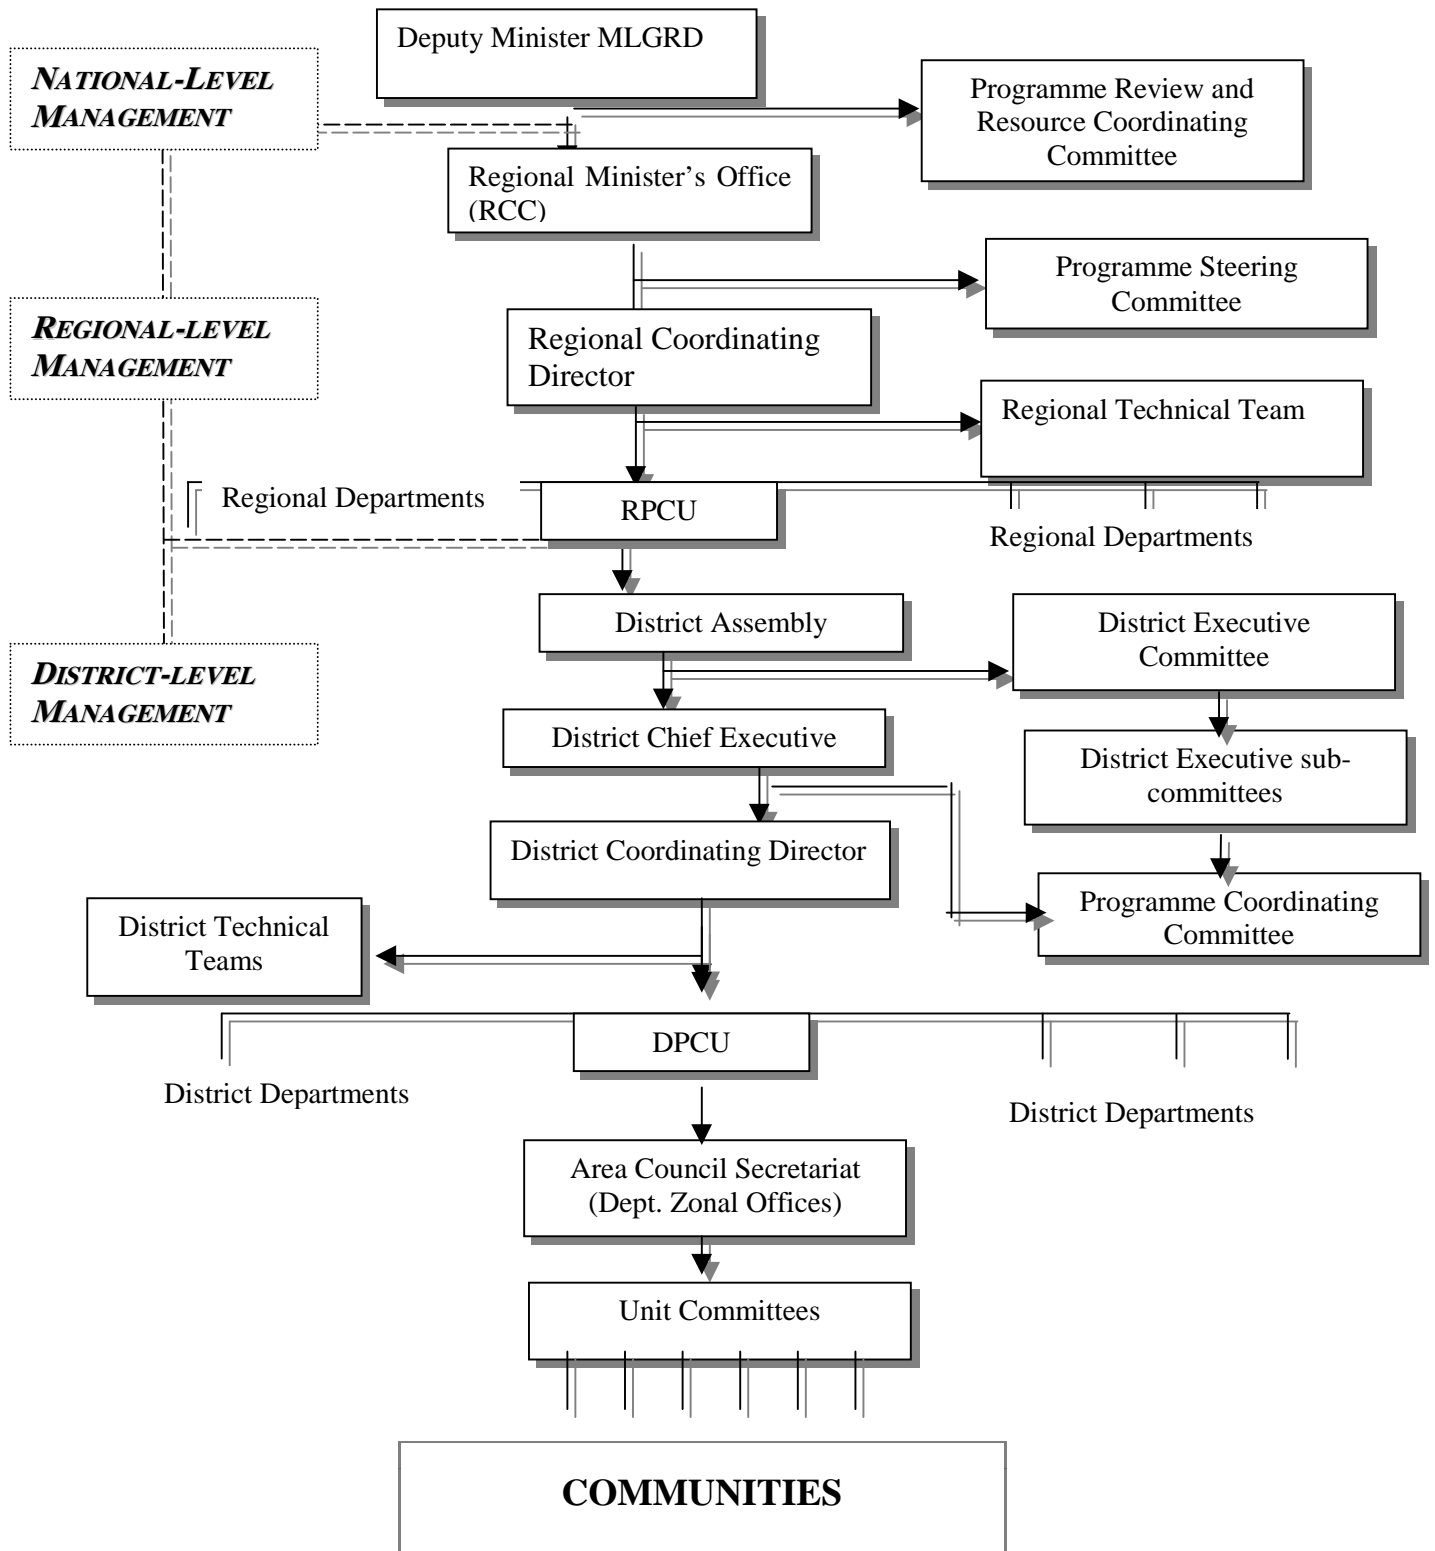 Deputy Minister MLGRD
NATIONAL-LEVEL
MANAGEMENT
Programme Review and
Resource Coordinating
Committee
Regional Minister's Office
(RCC)
Programme Steering
Committee
REGIONAL-LEVEL
MANAGEMENT
Regional Coordinating
Director
Regional Technical Team
Regional Departments
RPCU
Regional Departments
District Assembly
District Executive
Committee
DISTRICT-LEVEL
MANAGEMENT
District Chief Executive
District Executive sub-
committees
District Coordinating Director
Programme Coordinating
Committee
District Technical
Teams
DPCU
District Departments
District Departments
Area Council Secretariat
(Dept. Zonal Offices)
Unit Committees
COMMUNITIES